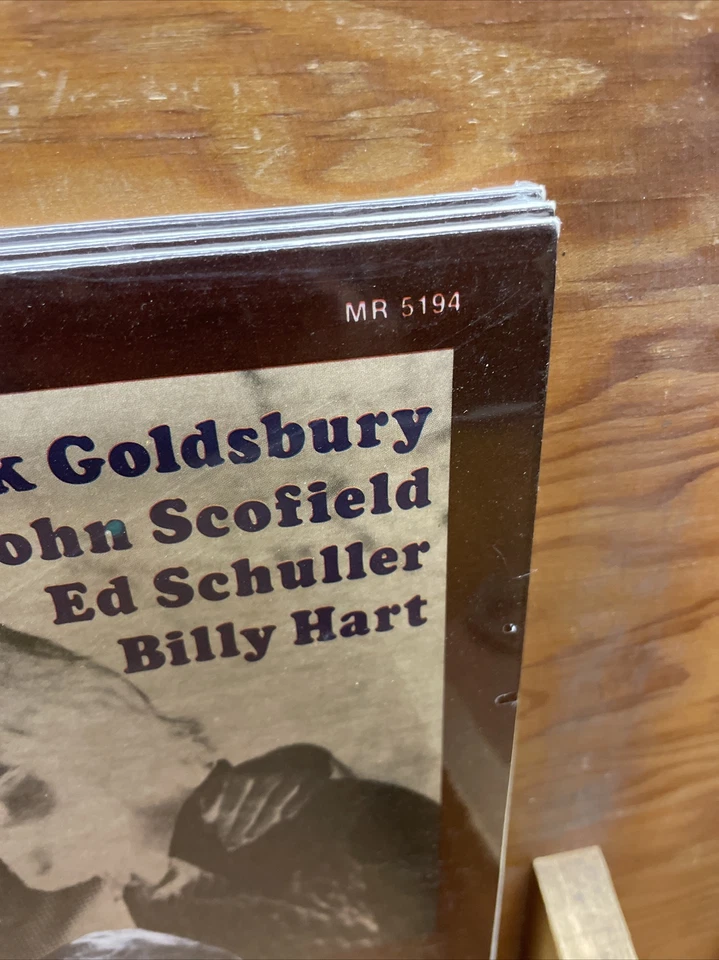 MR 5194
k Goldsbury
ohn Scofield
Ed Schuller
Billy Hart